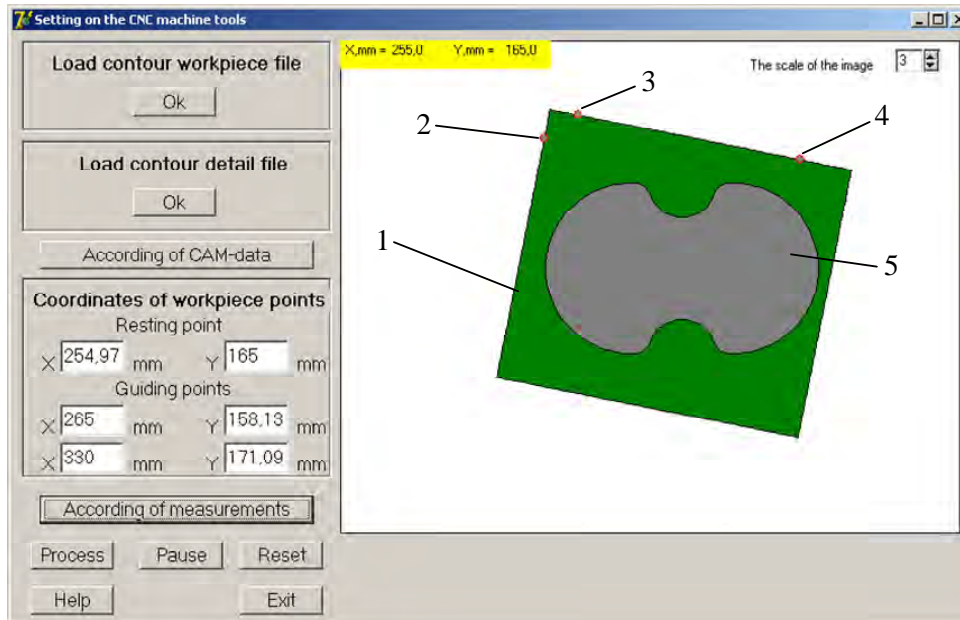 Setting on the CNC machine tools
Load contour workpiece file
Ok
Load contour detail file
Ok
According of CAM-data
Coordinates of workpiece points
Resting point
X 254,97 mm Y 165 mm
Guiding points
X 265 mm Y 158,13 mm
X 330 mm Y 171,09 mm
According of measurements
Process Pause Reset
Help Exit
X,mm = 255,0 Y,mm = 165,0
The scale of the image 3
3
2
4
1
5